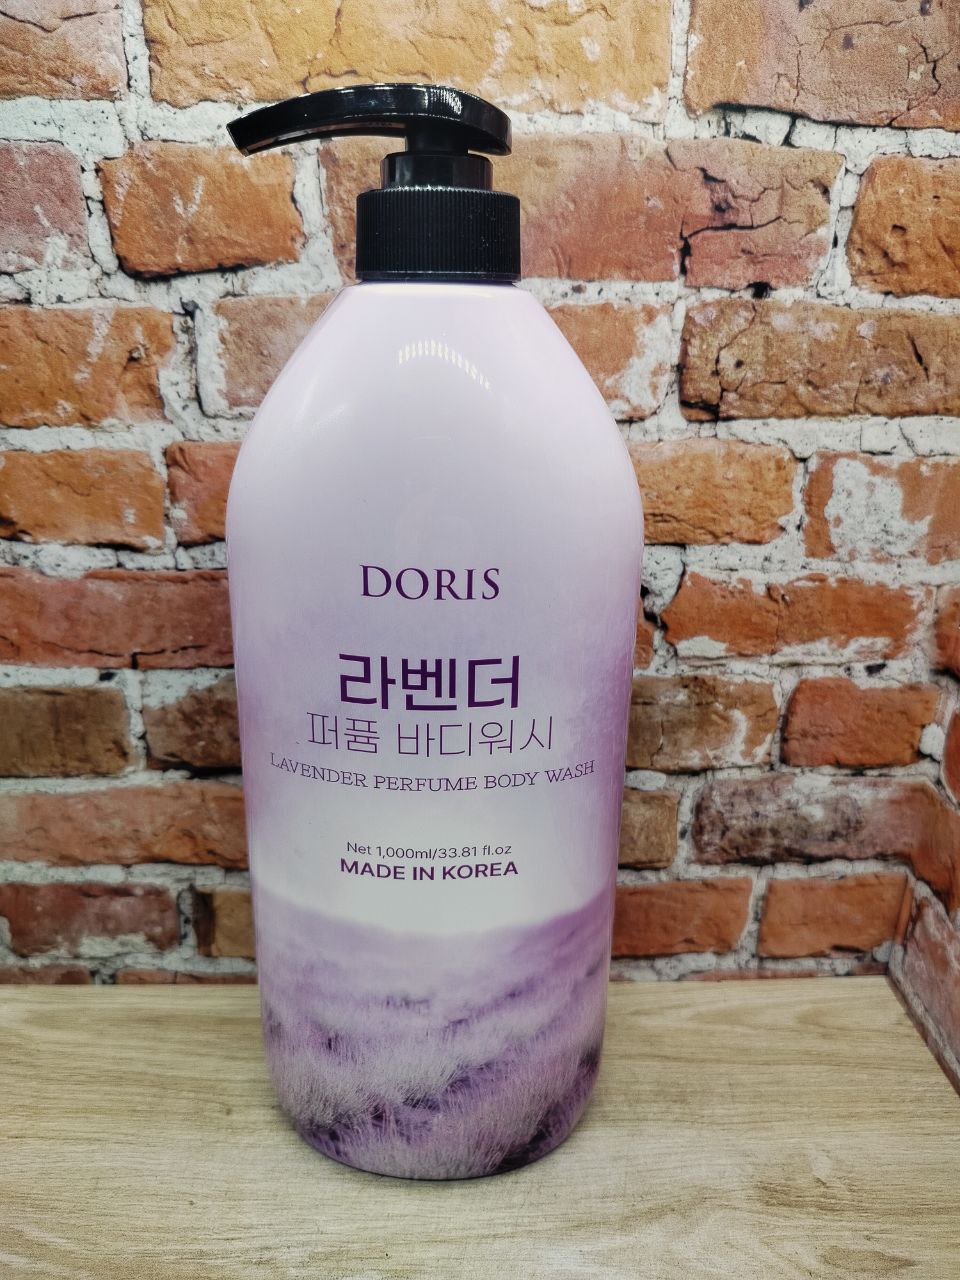 DORIS
라벤더
퍼품 바디워시
LAVENDER PERFUME BODY WASH
Net 1,000ml/33.81 fl.oz
MADE IN KOREA